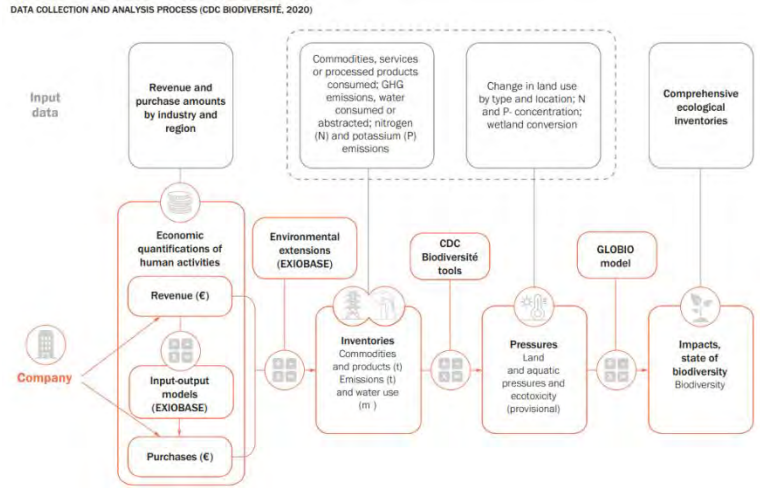 DATA COLLECTION AND ANALYSIS PROCESS (CDC BIODIVERSITÉ, 2020)
Input
data
Revenue and
purchase amounts
by industry and
region
Commodities, services
or processed products
consumed; GHG
emissions, water
consumed or
abstracted; nitrogen
(N) and potassium (P)
emissions
Change in land use
by type and location; N
and P- concentration;
wetland conversion
Comprehensive
ecological
inventories
Economic
quantifications of
human activities
Revenue (€)
Input-output
models
(EXIOBASE)
Purchases (€)
Company
Environmental
extensions
(EXIOBASE)
Inventories
Commodities
and products (t)
Emissions (t)
and water use
(m )
CDC
Biodiversité
tools
Pressures
Land
and aquatic
pressures and
ecotoxicity
(provisional)
GLOBIO
model
Impacts,
state of
biodiversity
Biodiversity